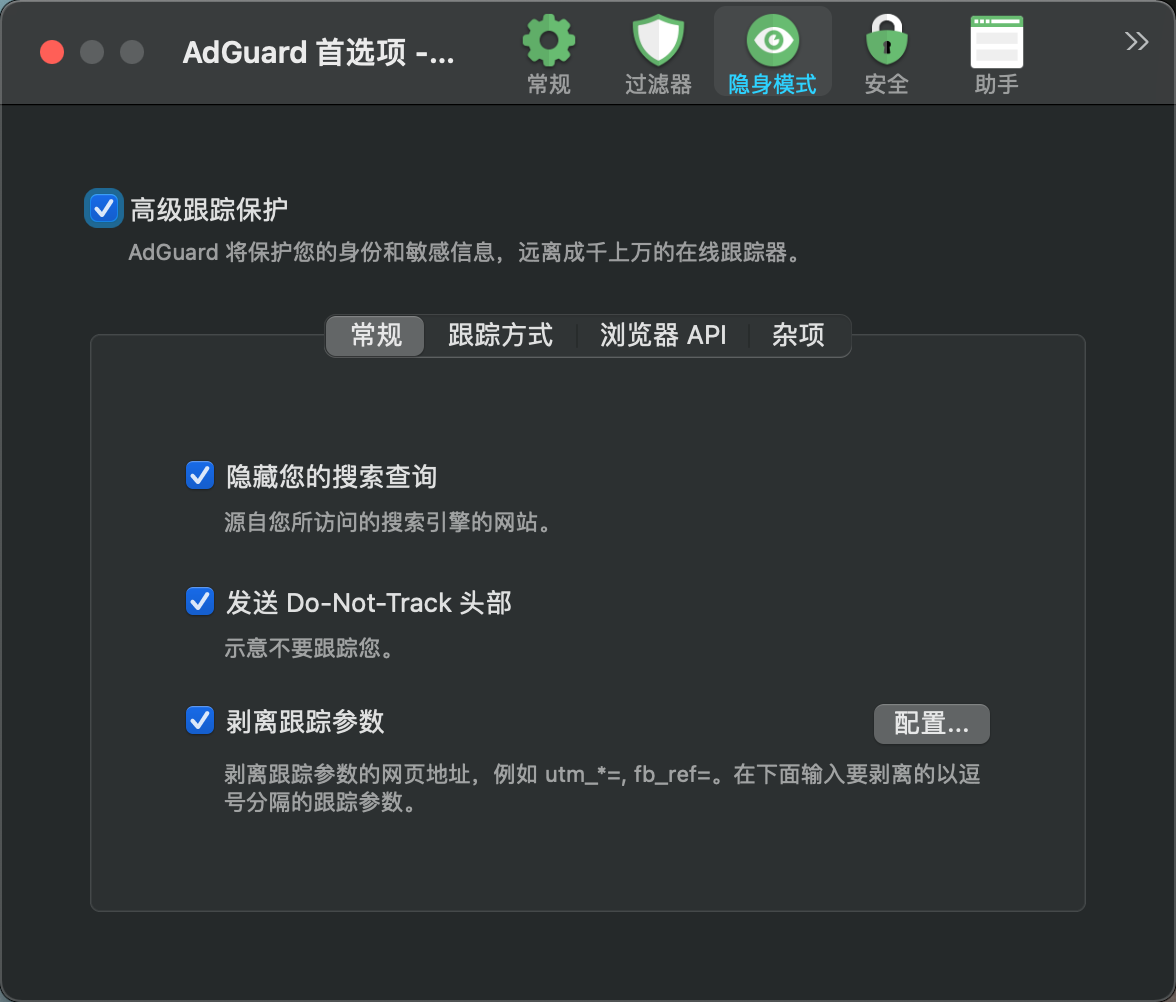 AdGuard 首选项 -...
常规
过滤器
隐身模式
安全
助手
高级跟踪保护
AdGuard 将保护您的身份和敏感信息，远离成千上万的在线跟踪器。
常规
跟踪方式
浏览器 API
杂项
隐藏您的搜索查询
源自您所访问的搜索引擎的网站。
发送 Do-Not-Track 头部
示意不要跟踪您。
剥离跟踪参数
配置...
剥离跟踪参数的网页地址，例如 utm_*=, fb_ref=。在下面输入要剥离的以逗
号分隔的跟踪参数。